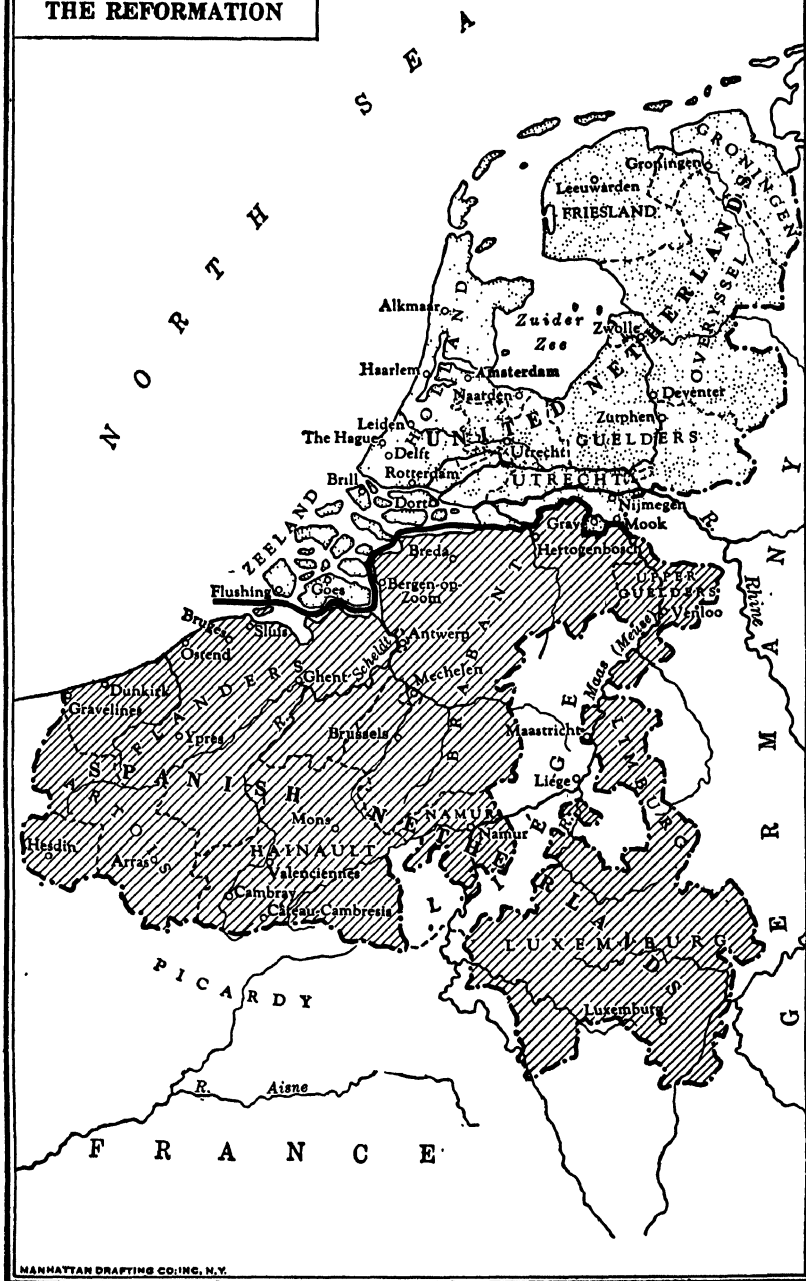 THE REFORMATION
NORTH SEA
GRONINGEN
Groningen
Leeuwarden
FRIESLAND
UNITED NETHERLANDS
OVERYSSEL
HOLLAND
Alkmaar
Zuider
Zee
Zwolle
Haarlem
Amsterdam
Naarden
Deventer
Zutphen
Leiden
The Hague
GUELDERS
Delft
Utrecht
Rotterdam
UTRECHT
Brill
Dort
Nijmegen
Grave
Mook
R.
Rhine
ZEELAND
Breda
Hertogenbosch
Flushing
Goes
Bergen-op-
Zoom
UPPER
GUELDERS
Venloo
Bruges
Sluis
Ostend
Antwerp
Scheldt
R.
Maas (Meuse)
Ghent
Mechelen
BRABANT
Dunkirk
Gravelines
FLANDERS
Ypres
Brussels
Maastricht
LIMBURG
Liége
LIEGE
SPANISH NETHERLANDS
ARTOIS
NAMUR
Namur
Mons
HAINAULT
Hesdin
Arras
Valenciennes
Cambray
Cateau-Cambresis
LUXEMBURG
Luxemburg
GERMANY
PICARDY
R. Aisne
FRANCE
MANHATTAN DRAFTING CO: INC, N.Y.